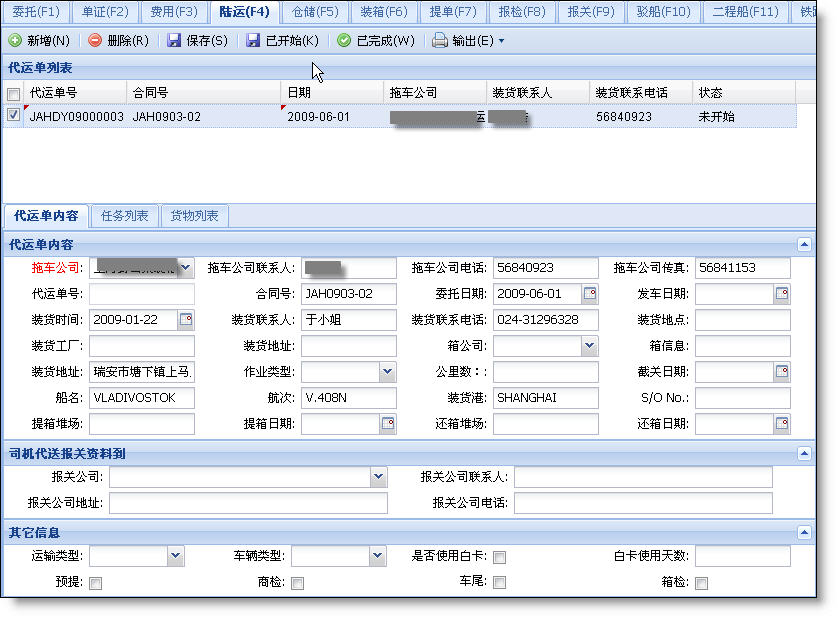 委托(F1) 单证(F2) 费用(F3) 陆运(F4) 仓储(F5) 装箱(F6) 提单(F7) 报检(F8) 报关(F9) 驳船(F10) 二程船(F11)
新增(N) 删除(R) 保存(S) 已开始(K) 已完成(W) 输出(E)
代运单列表
代运单号 合同号 日期 拖车公司 装货联系人 装货联系电话 状态
JAHDY09000003 JAH0903-02 2009-06-01 56840923 未开始
代运单内容 任务列表 货物列表
代运单内容
拖车公司: 拖车公司联系人: 拖车公司电话: 56840923 拖车公司传真: 56841153
代运单号: 合同号: JAH0903-02 委托日期: 2009-06-01 发车日期:
装货时间: 2009-01-22 装货联系人: 于小姐 装货联系电话: 024-31296328 装货地点:
装货工厂: 装货地址: 箱公司: 箱信息:
装货地址: 瑞安市塘下镇上马 作业类型: 公里数:: 截关日期:
船名: VLADIVOSTOK 航次: V.408N 装货港: SHANGHAI S/O No.:
提箱堆场: 提箱日期: 还箱堆场: 还箱日期:
司机代送报关资料到
报关公司: 报关公司联系人:
报关公司地址: 报关公司电话:
其它信息
运输类型: 车辆类型: 是否使用白卡: 白卡使用天数:
预提: 商检: 车尾: 箱检: